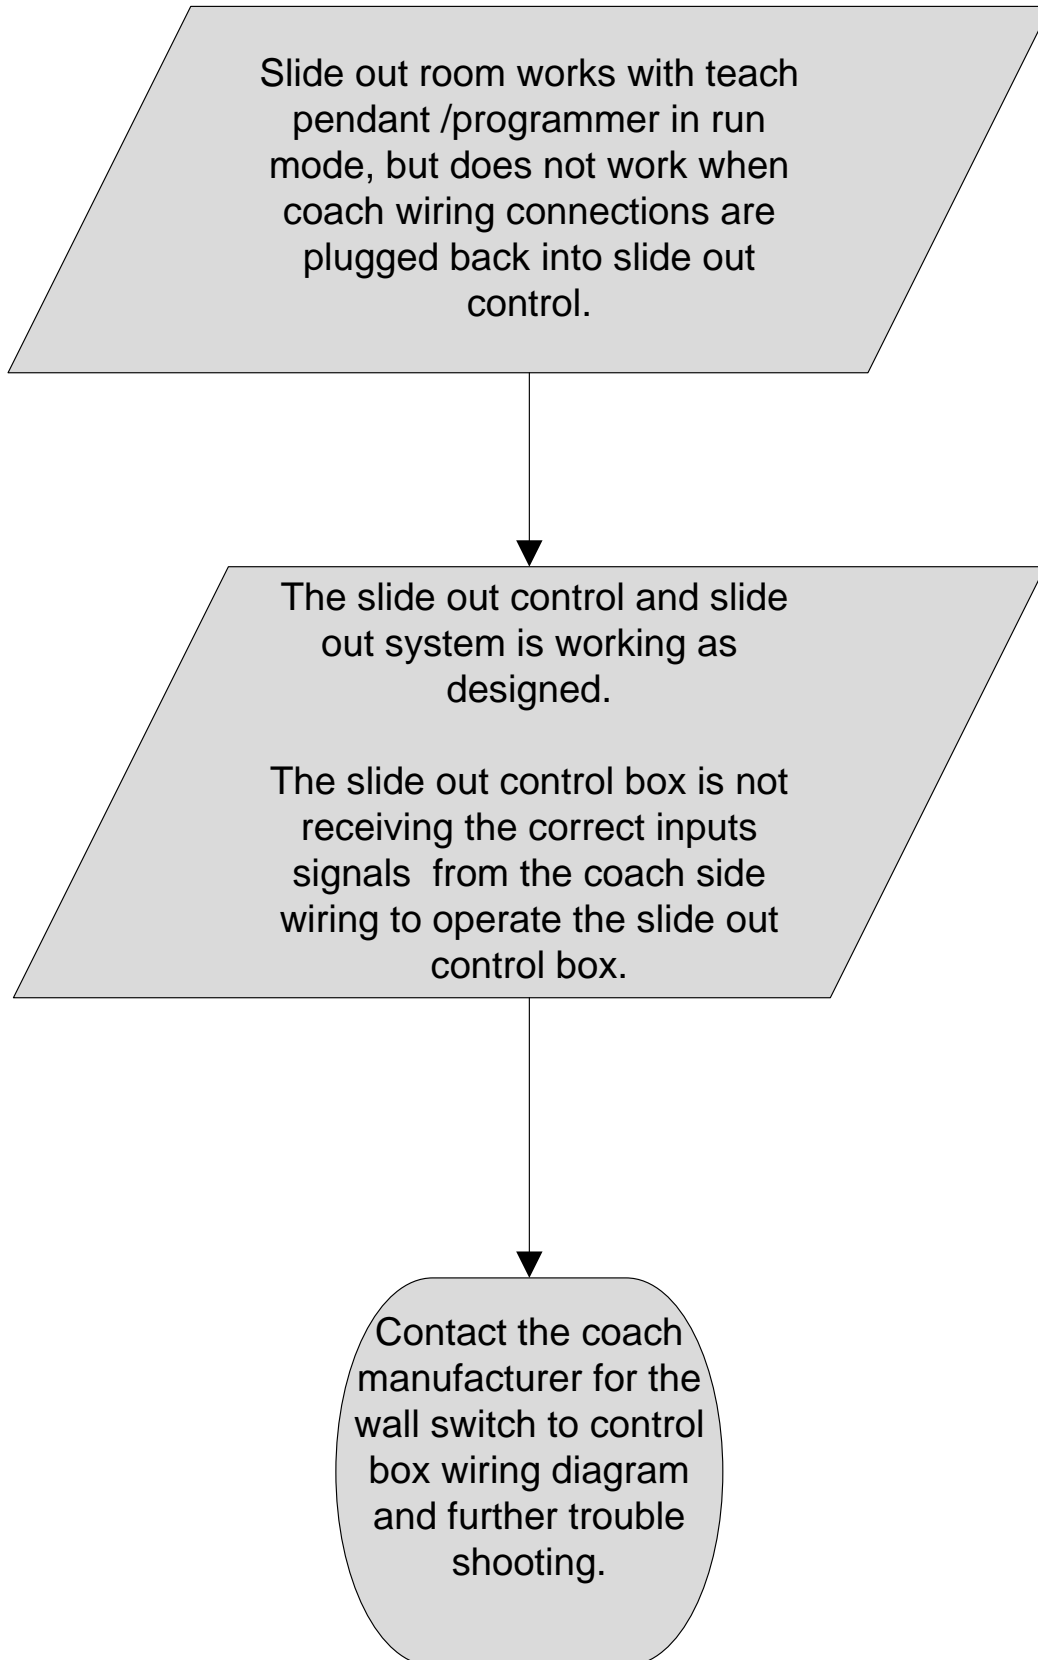 Slide out room works with teach
pendant /programmer in run
mode, but does not work when
coach wiring connections are
plugged back into slide out
control.
The slide out control and slide
out system is working as
designed.
The slide out control box is not
receiving the correct inputs
signals  from the coach side
wiring to operate the slide out
control box.
Contact the coach
manufacturer for the
wall switch to control
box wiring diagram
and further trouble
shooting.